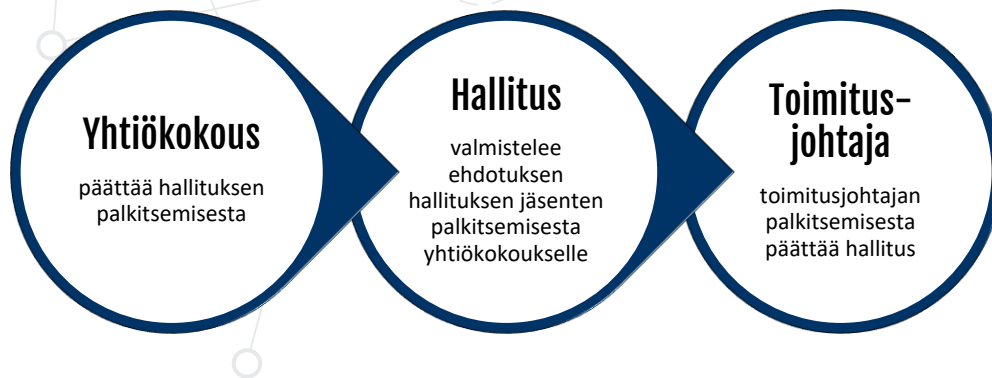 Yhtiökokous
päättää hallituksen
palkitsemisesta
Hallitus
valmistelee
ehdotuksen
hallituksen jäsenten
palkitsemisesta
yhtiökokoukselle
Toimitus-
johtaja
toimitusjohtajan
palkitsemisesta
päättää hallitus